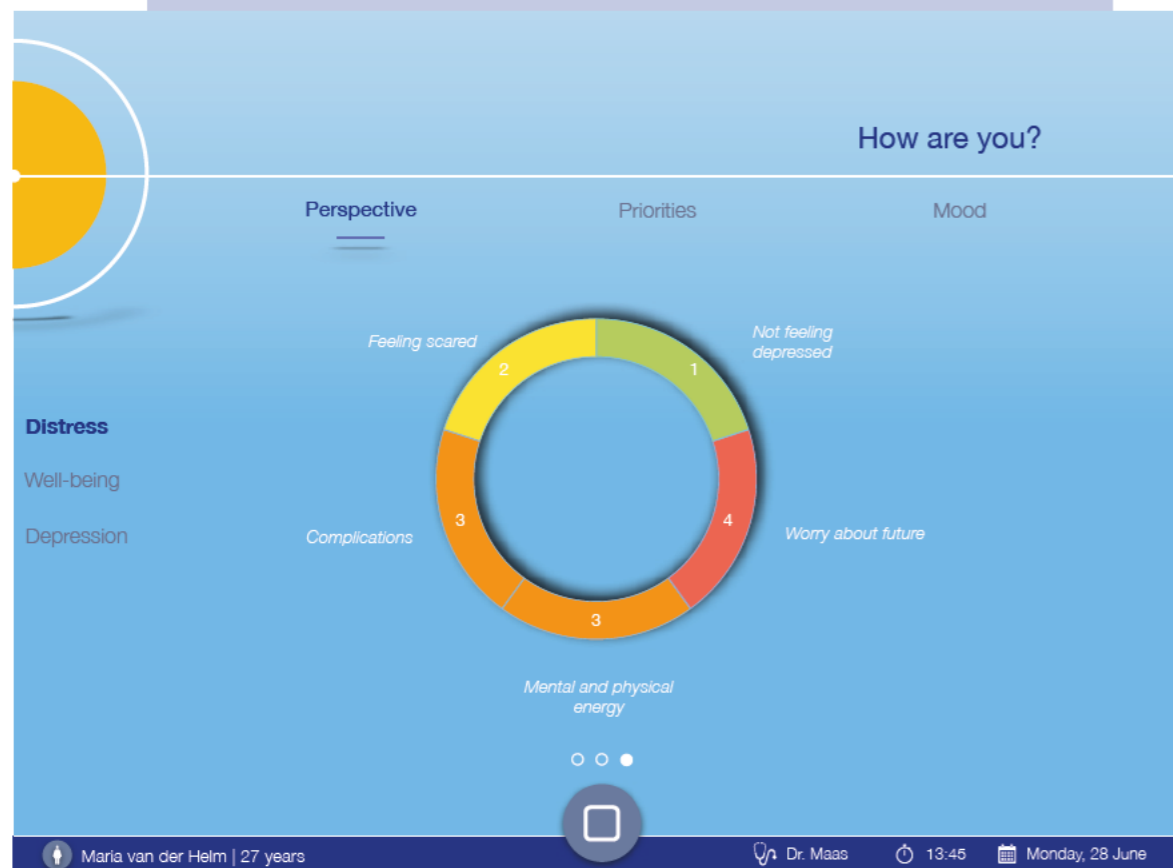 How are you?
Perspective
Priorities
Mood
Feeling scared
Not feeling
depressed
2
1
Distress
Well-being
Depression
3
4
Complications
Worry about future
3
Mental and physical
energy
Maria van der Helm | 27 years
Dr. Maas
13:45
Monday, 28 June